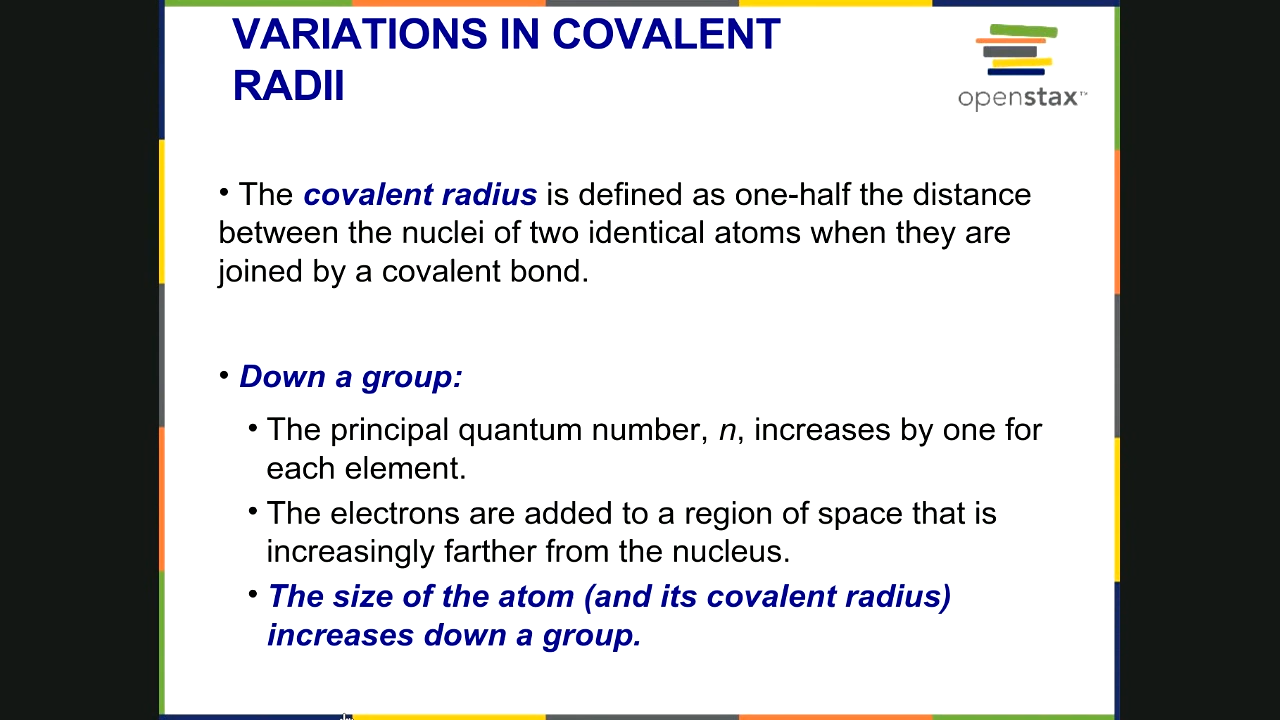 VARIATIONS IN COVALENT
RADII
openstax™
• The covalent radius is defined as one-half the distance
between the nuclei of two identical atoms when they are
joined by a covalent bond.
• Down a group:
• The principal quantum number, n, increases by one for
each element.
• The electrons are added to a region of space that is
increasingly farther from the nucleus.
• The size of the atom (and its covalent radius)
increases down a group.